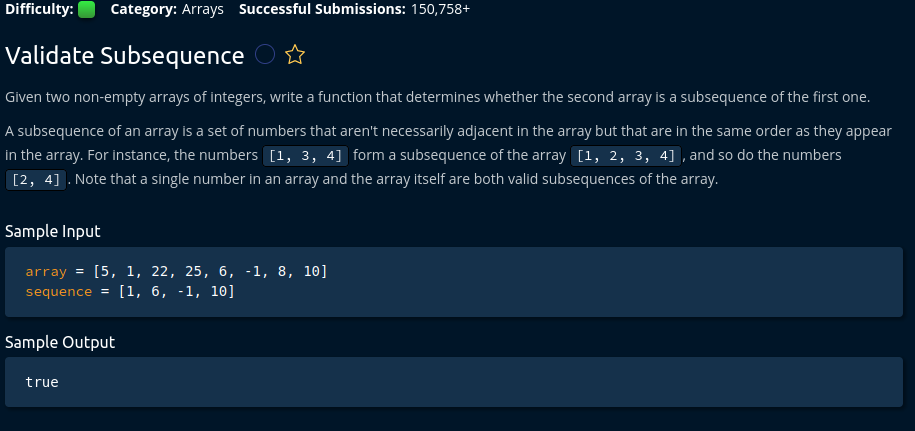 Difficulty: Category: Arrays Successful Submissions: 150,758+
Validate Subsequence
Given two non-empty arrays of integers, write a function that determines whether the second array is a subsequence of the first one.
A subsequence of an array is a set of numbers that aren't necessarily adjacent in the array but that are in the same order as they appear
in the array. For instance, the numbers [1, 3, 4] form a subsequence of the array [1, 2, 3, 4], and so do the numbers
[2, 4]. Note that a single number in an array and the array itself are both valid subsequences of the array.
Sample Input
array = [5, 1, 22, 25, 6, -1, 8, 10]
sequence = [1, 6, -1, 10]
Sample Output
true